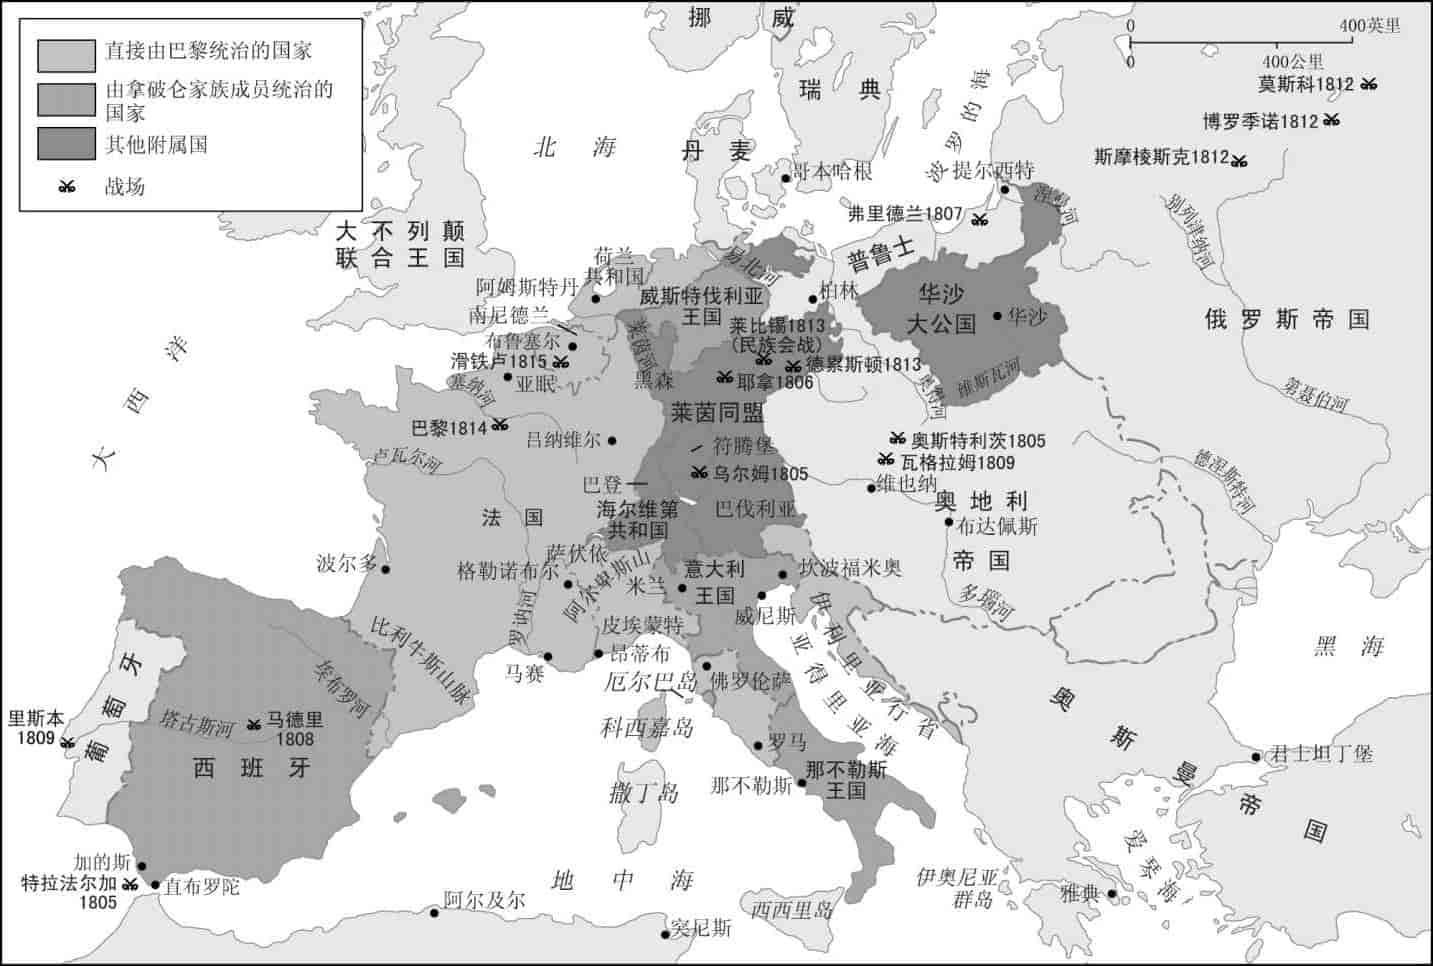 直接由巴黎统治的国家
由拿破仑家族成员统治的
国家
其他附属国
战场
挪 威
瑞 典
0
400英里
0
400公里
莫斯科1812
博罗季诺1812
斯摩棱斯克1812
波罗的海
北 海
丹 麦
哥本哈根
提尔西特
涅曼河
弗里德兰1807
别列津纳河
大不列颠
联合王国
荷兰
共和国
阿姆斯特丹
易北河
普鲁士
柏林
威斯特伐利亚
王国
华沙
大公国
华沙
俄罗斯帝国
南尼德兰
布鲁塞尔
莱茵河
莱比锡1813
(民族会战)
滑铁卢1815
德累斯顿1813
塞纳河
亚眠
黑森
耶拿1806
奥得河
维斯瓦河
第聂伯河
大西洋
巴黎1814
莱茵同盟
吕纳维尔
符腾堡
奥斯特利茨1805
卢瓦尔河
乌尔姆1805
瓦格拉姆1809
德涅斯特河
巴登
维也纳
海尔维第
共和国
巴伐利亚
奥地利
法 国
布达佩斯
萨伏依
帝国
波尔多
格勒诺布尔
阿尔卑斯山
米兰
意大利
王国
坎波福米奥
多瑙河
罗讷河
威尼斯
伊利里亚行省
比利牛斯山脉
皮埃蒙特
亚得里亚海
黑 海
马赛
昂蒂布
葡萄牙
埃布罗河
厄尔巴岛
佛罗伦萨
里斯本
1809
塔古斯河
马德里
1808
科西嘉岛
罗马
奥斯曼帝国
君士坦丁堡
西班牙
撒丁岛
那不勒斯
那不勒斯
王国
爱琴海
加的斯
特拉法尔加
1805
直布罗陀
地中海
伊奥尼亚
群岛
雅典
阿尔及尔
西西里岛
突尼斯